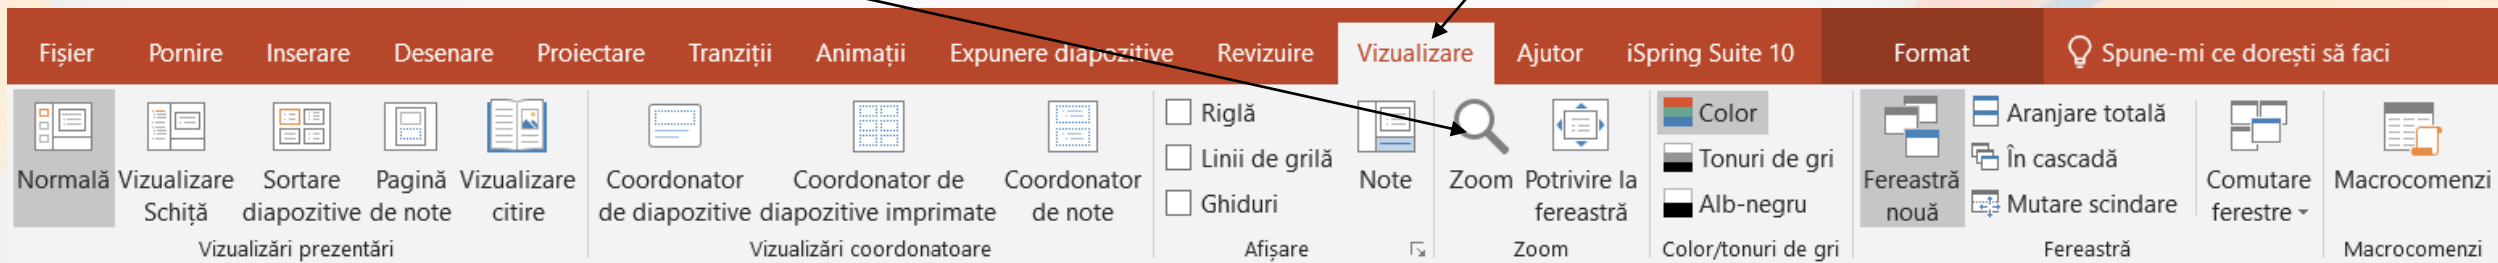 Fișier Pornire Inserare Desenare Proiectare Tranziții Animații Expunere diapozitive Revizuire Vizualizare Ajutor iSpring Suite 10 Format Spune-mi ce dorești să faci
Normală
Vizualizare
Schiță
Sortare
diapozitive
Pagină
de note
Vizualizare
citire
Vizualizări prezentări
Coordonator
de diapozitive
Coordonator de
diapozitive imprimate
Coordonator
de note
Vizualizări coordonatoare
Riglă
Linii de grilă
Ghiduri
Note
Afișare
Zoom
Potrivire la
fereastră
Zoom
Color
Tonuri de gri
Alb-negru
Color/tonuri de gri
Fereastră
nouă
Aranjare totală
În cascadă
Mutare scindare
Comutare
ferestre
Fereastră
Macrocomenzi
Macrocomenzi